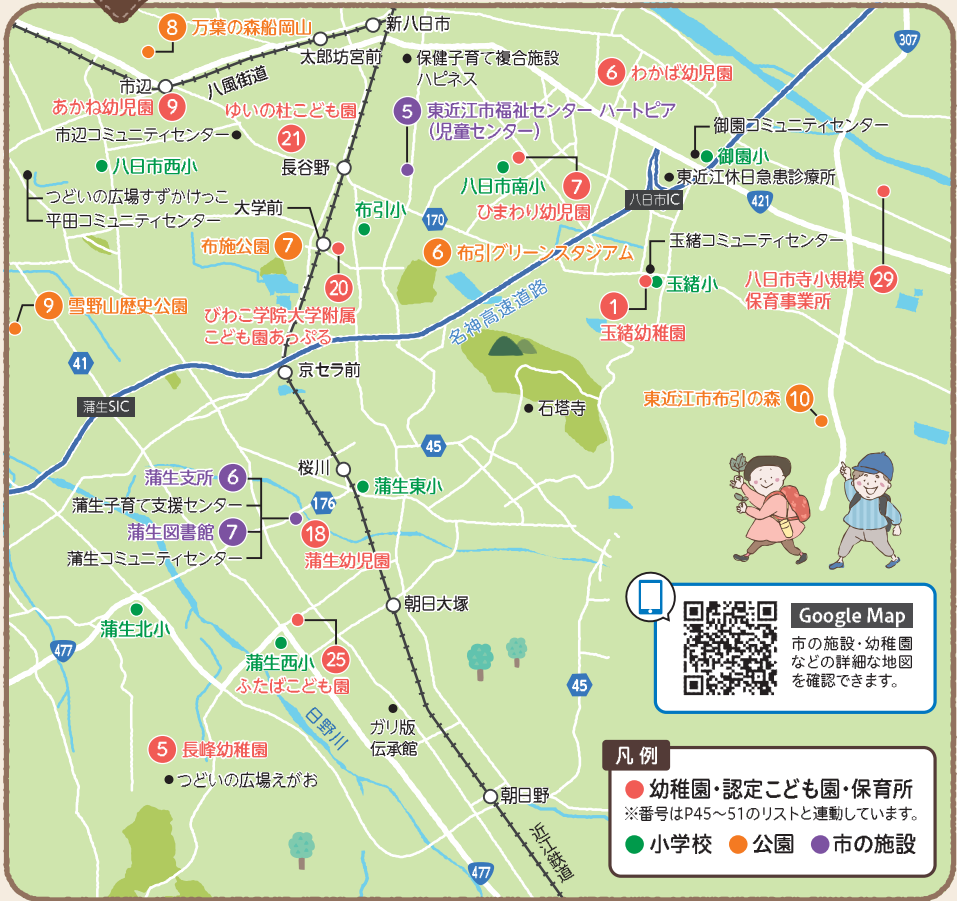 8 万葉の森船岡山
新八日市
太郎坊宮前
307
保健子育て複合施設
ハピネス
6 わかば幼児園
市辺
八風街道
あかね幼児園 9
ゆいの杜こども園
21
5 東近江市福祉センター ハートピア
(児童センター)
御園コミュニティセンター
市辺コミュニティセンター
御園小
八日市西小
長谷野
八日市南小
7
ひまわり幼児園
東近江休日急患診療所
八日市IC
421
つどいの広場すずかけっこ
平田コミュニティセンター
大学前
布引小
170
布施公園 7
6 布引グリーンスタジアム
玉緒コミュニティセンター
玉緒小
八日市寺小規模
保育事業所
29
20
びわこ学院大学附属
こども園あっぷる
1
玉緒幼稚園
9 雪野山歴史公園
名神高速道路
41
京セラ前
蒲生SIC
石塔寺
東近江市布引の森 10
45
桜川
蒲生東小
蒲生支所 6
蒲生子育て支援センター
蒲生図書館 7
蒲生コミュニティセンター
176
18
蒲生幼児園
朝日大塚
蒲生北小
477
蒲生西小
25
ふたばこども園
45
日野川
ガリ版
伝承館
5 長峰幼稚園
つどいの広場えがお
朝日野
近江鉄道
477
Google Map
市の施設・幼稚園
などの詳細な地図
を確認できます。
凡例
幼稚園・認定こども園・保育所
※番号はP45〜51のリストと連動しています。
小学校 公園 市の施設